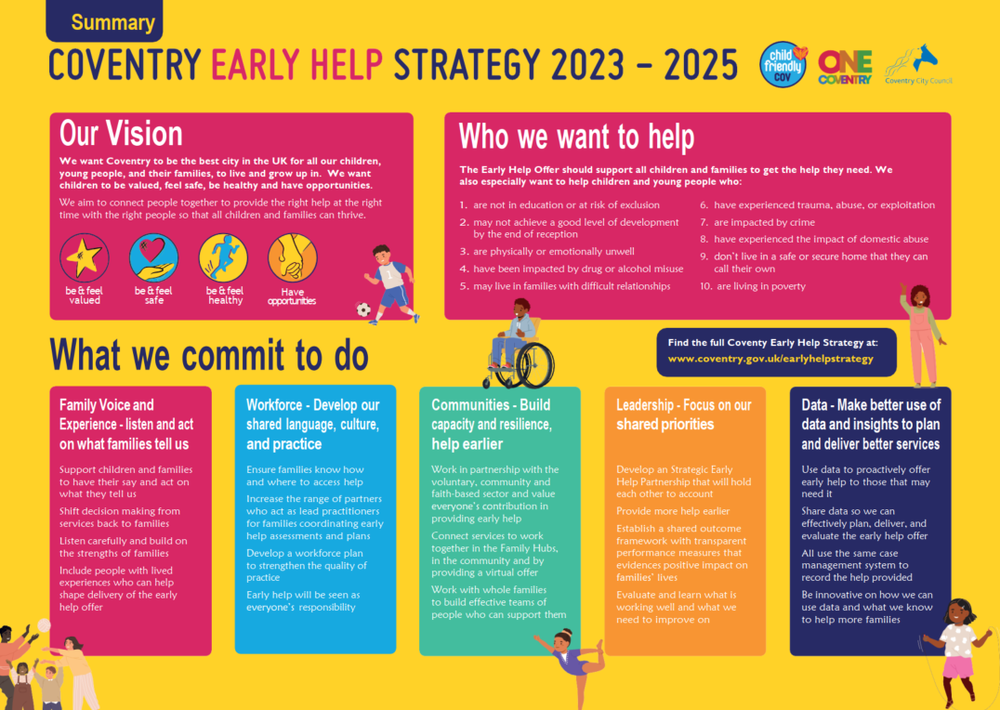 Summary
COVENTRY EARLY HELP STRATEGY 2023 – 2025
child
friendly
COV
ONE
COVENTRY
Coventry City Council
Our Vision
We want Coventry to be the best city in the UK for all our children,
young people, and their families, to live and grow up in. We want
children to be valued, feel safe, be healthy and have opportunities.
We aim to connect people together to provide the right help at the right
time with the right people so that all children and families can thrive.
be & feel
valued
be & feel
safe
be & feel
healthy
Have
opportunities
Who we want to help
The Early Help Offer should support all children and families to get the help they need. We
also especially want to help children and young people who:
1. are not in education or at risk of exclusion
2. may not achieve a good level of development
by the end of reception
3. are physically or emotionally unwell
4. have been impacted by drug or alcohol misuse
5. may live in families with difficult relationships
6. have experienced trauma, abuse, or exploitation
7. are impacted by crime
8. have experienced the impact of domestic abuse
9. don't live in a safe or secure home that they can
call their own
10. are living in poverty
Find the full Coventy Early Help Strategy at:
www.coventry.gov.uk/earlyhelpstrategy
What we commit to do
Family Voice and
Experience - listen and act
on what families tell us
Support children and families
to have their say and act on
what they tell us
Shift decision making from
services back to families
Listen carefully and build on
the strengths of families
Include people with lived
experiences who can help
shape delivery of the early
help offer
Workforce - Develop our
shared language, culture,
and practice
Ensure families know how
and where to access help
Increase the range of partners
who act as lead practitioners
for families coordinating early
help assessments and plans
Develop a workforce plan
to strengthen the quality of
practice
Early help will be seen as
everyone's responsibility
Communities - Build
capacity and resilience,
help earlier
Work in partnership with the
voluntary, community and
faith-based sector and value
everyone's contribution in
providing early help
Connect services to work
together in the Family Hubs,
in the community and by
providing a virtual offer
Work with whole families
to build effective teams of
people who can support them
Leadership - Focus on our
shared priorities
Develop an Strategic Early
Help Partnership that will hold
each other to account
Provide more help earlier
Establish a shared outcome
framework with transparent
performance measures that
evidences positive impact on
families' lives
Evaluate and learn what is
working well and what we
need to improve on
Data - Make better use of
data and insights to plan
and deliver better services
Use data to proactively offer
early help to those that may
need it
Share data so we can
effectively plan, deliver, and
evaluate the early help offer
All use the same case
management system to
record the help provided
Be innovative on how we can
use data and what we know
to help more families